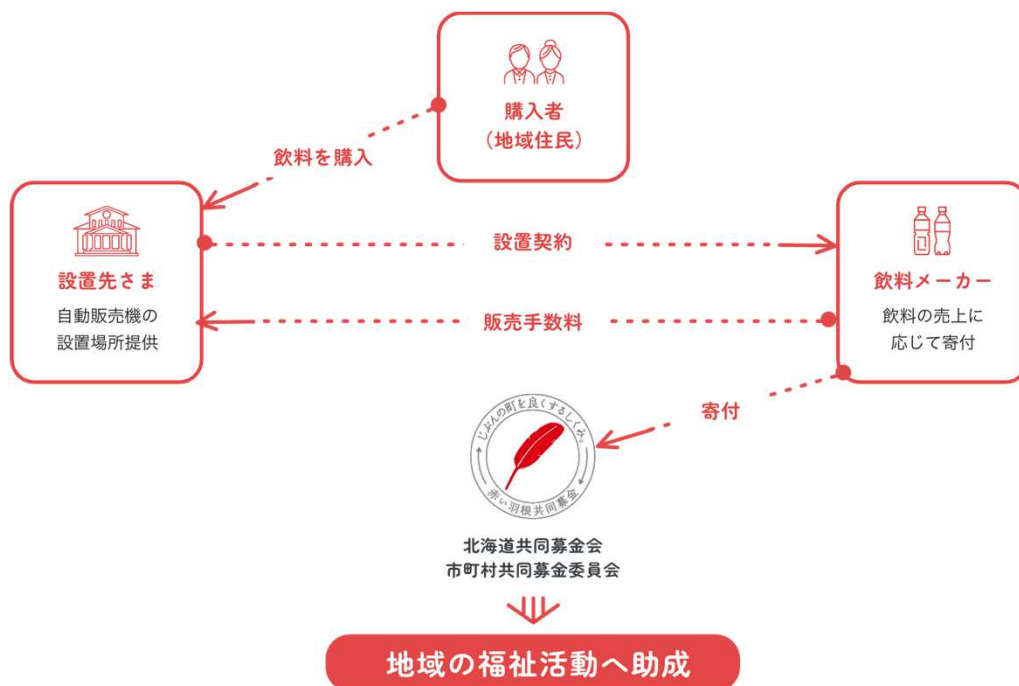 購入者
（地域住民）
飲料を購入
設置先さま
自動販売機の
設置場所提供
設置契約
販売手数料
飲料メーカー
飲料の売上に
応じて寄付
寄付
じぶんの町を良くするしくみ。
赤い羽根共同募金
北海道共同募金会
市町村共同募金委員会
地域の福祉活動へ助成